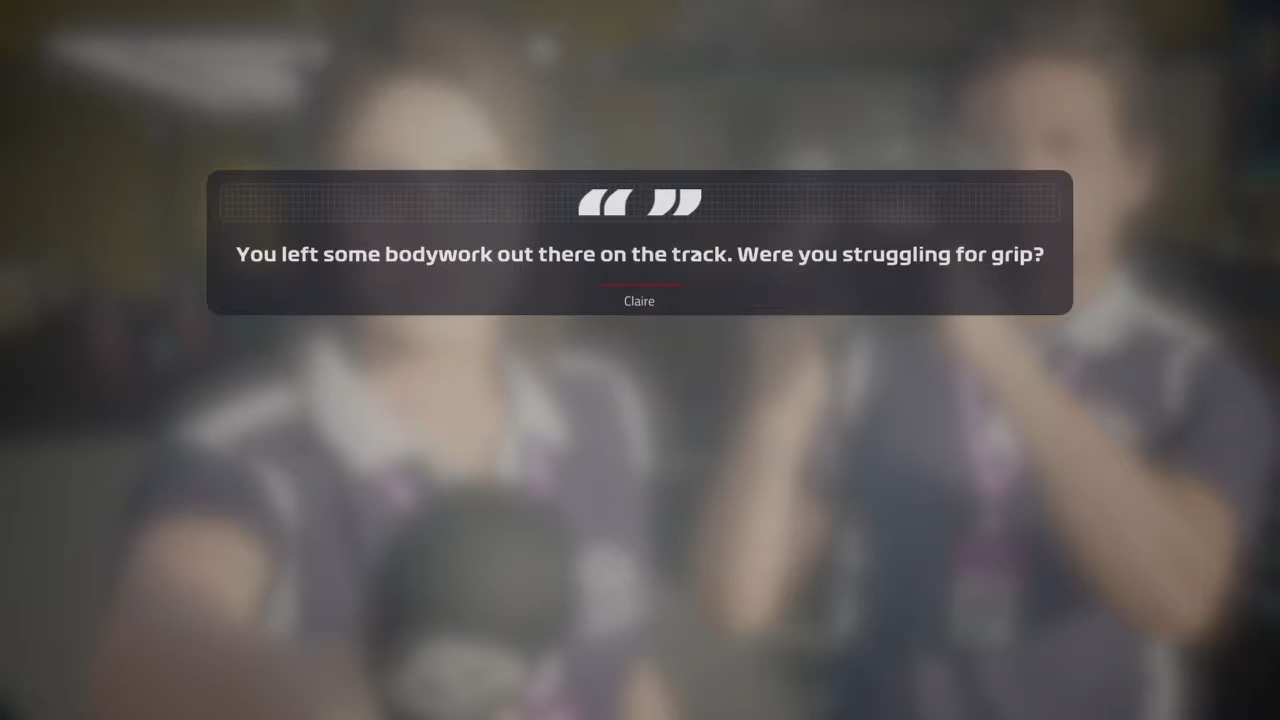 “ ”
You left some bodywork out there on the track. Were you struggling for grip?
Claire